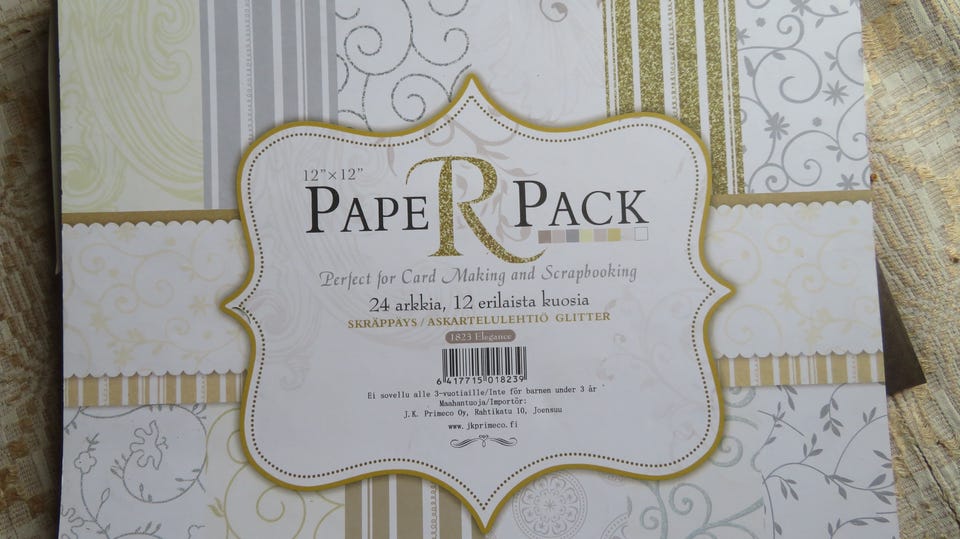 12"×12"
PAPER PACK
Perfect for Card Making and Scrapbooking
24 arkkia, 12 erilaista kuosia
SKRÄPPÄYS / ASKARTELULEHTIÖ GLITTER
1823 Elegance
6 417715 018239
Ei sovellu alle 3-vuotiaille/Inte för barnen under 3 år
Maahantuoja/Importör:
J.K. Primeco Oy, Rahtikatu 10, Joensuu
www.jkprimeco.fi